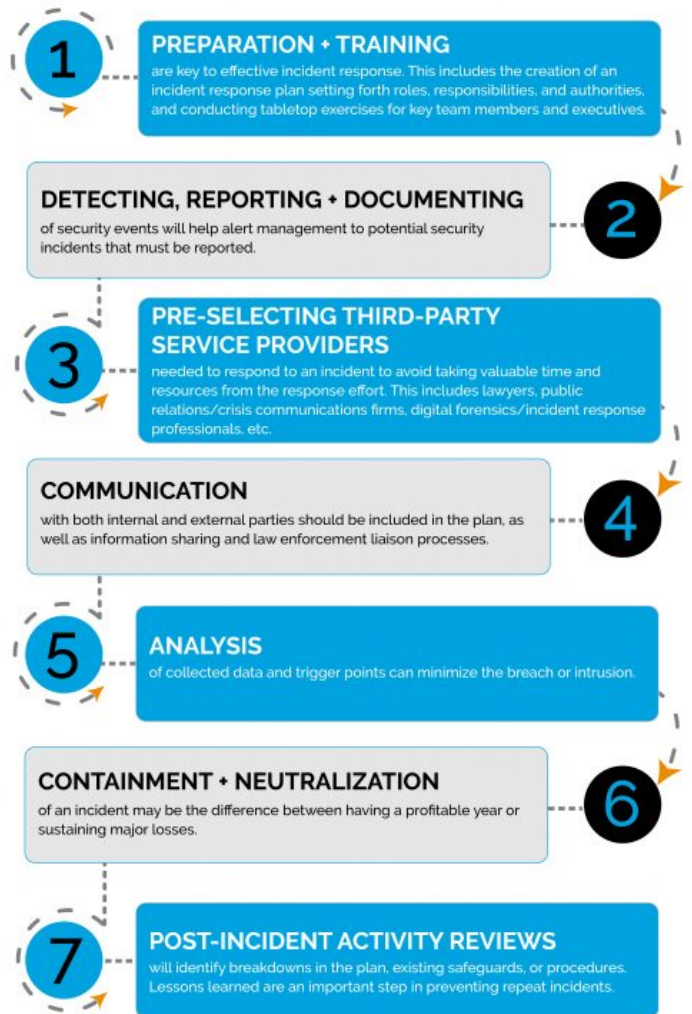 1
PREPARATION + TRAINING
are key to effective incident response. This includes the creation of an
incident response plan setting forth roles, responsibilities, and authorities,
and conducting tabletop exercises for key team members and executives.
DETECTING, REPORTING + DOCUMENTING
of security events will help alert management to potential security
incidents that must be reported.
2
3
PRE-SELECTING THIRD-PARTY
SERVICE PROVIDERS
needed to respond to an incident to avoid taking valuable time and
resources from the response effort. This includes lawyers, public
relations/crisis communications firms, digital forensics/incident response
professionals, etc.
COMMUNICATION
with both internal and external parties should be included in the plan, as
well as information sharing and law enforcement liaison processes.
4
5
ANALYSIS
of collected data and trigger points can minimize the breach or intrusion.
CONTAINMENT + NEUTRALIZATION
of an incident may be the difference between having a profitable year or
sustaining major losses.
6
7
POST-INCIDENT ACTIVITY REVIEWS
will identify breakdowns in the plan, existing safeguards, or procedures.
Lessons learned are an important step in preventing repeat incidents.